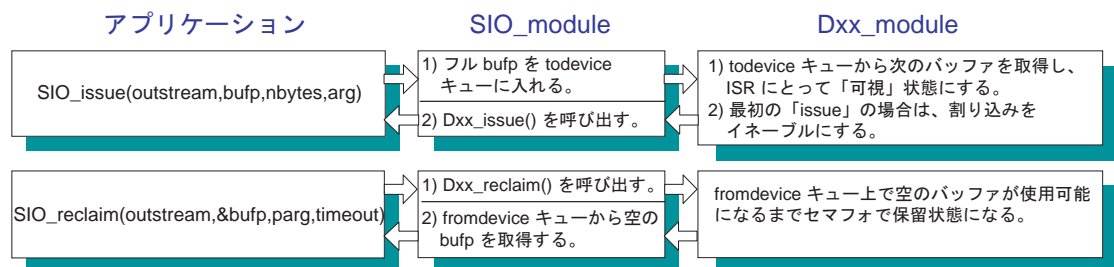 アプリケーション
SIO_module
Dxx_module
SIO_issue(outstream,bufp,nbytes,arg)
1) フル bufp を todevice
キューに入れる。
2) Dxx_issue() を呼び出す。
1) todevice キューから次のバッファを取得し、
ISR にとって「可視」状態にする。
2) 最初の「issue」の場合は、割り込みを
イネーブルにする。
SIO_reclaim(outstream,&bufp,parg,timeout)
1) Dxx_reclaim() を呼び出す。
2) fromdevice キューから空の
bufp を取得する。
fromdevice キュー上で空のバッファが使用可能
になるまでセマフォで保留状態になる。